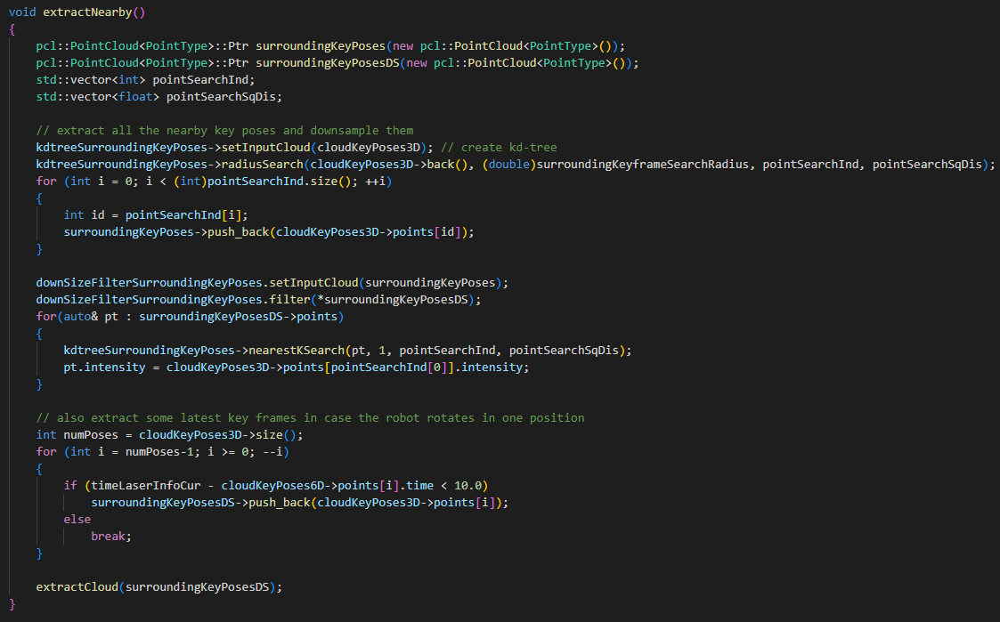 void extractNearby()
{
    pcl::PointCloud<PointType>::Ptr surroundingKeyPoses(new pcl::PointCloud<PointType>());
    pcl::PointCloud<PointType>::Ptr surroundingKeyPosesDS(new pcl::PointCloud<PointType>());
    std::vector<int> pointSearchInd;
    std::vector<float> pointSearchSqDis;

    // extract all the nearby key poses and downsample them
    kdtreeSurroundingKeyPoses->setInputCloud(cloudKeyPoses3D); // create kd-tree
    kdtreeSurroundingKeyPoses->radiusSearch(cloudKeyPoses3D->back(), (double)surroundingKeyframeSearchRadius, pointSearchInd, pointSearchSqDis);
    for (int i = 0; i < (int)pointSearchInd.size(); ++i)
    {
        int id = pointSearchInd[i];
        surroundingKeyPoses->push_back(cloudKeyPoses3D->points[id]);
    }

    downSizeFilterSurroundingKeyPoses.setInputCloud(surroundingKeyPoses);
    downSizeFilterSurroundingKeyPoses.filter(*surroundingKeyPosesDS);
    for(auto& pt : surroundingKeyPosesDS->points)
    {
        kdtreeSurroundingKeyPoses->nearestKSearch(pt, 1, pointSearchInd, pointSearchSqDis);
        pt.intensity = cloudKeyPoses3D->points[pointSearchInd[0]].intensity;
    }

    // also extract some latest key frames in case the robot rotates in one position
    int numPoses = cloudKeyPoses3D->size();
    for (int i = numPoses-1; i >= 0; --i)
    {
        if (timeLaserInfoCur - cloudKeyPoses6D->points[i].time < 10.0)
            surroundingKeyPosesDS->push_back(cloudKeyPoses3D->points[i]);
        else
            break;
    }

    extractCloud(surroundingKeyPosesDS);
}